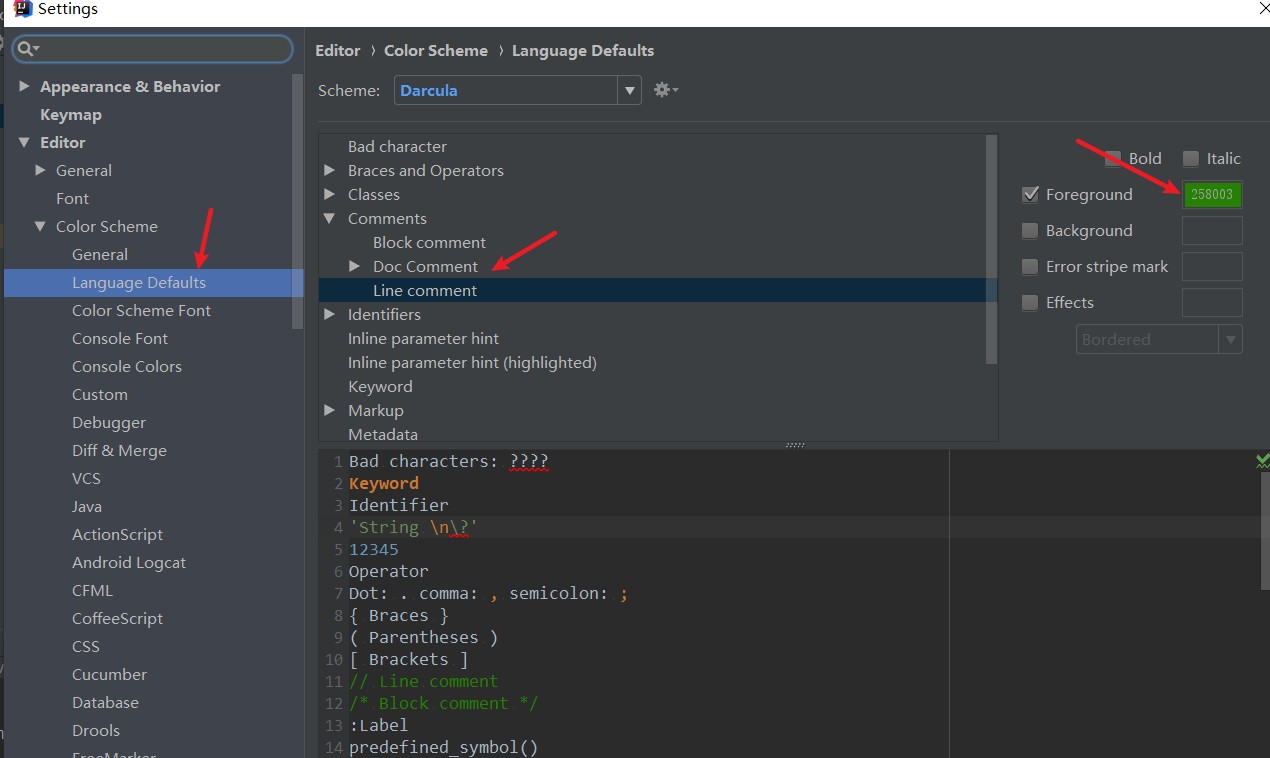 Settings
Appearance & Behavior
Keymap
Editor
General
Font
Color Scheme
General
Language Defaults
Color Scheme Font
Console Font
Console Colors
Custom
Debugger
Diff & Merge
VCS
Java
ActionScript
Android Logcat
CFML
CoffeeScript
CSS
Cucumber
Database
Drools
FreeMarker
Editor › Color Scheme › Language Defaults
Scheme: Darcula
Bad character
Braces and Operators
Classes
Comments
Block comment
Doc Comment
Line comment
Identifiers
Inline parameter hint
Inline parameter hint (highlighted)
Keyword
Markup
Metadata
Bold Italic
Foreground 258003
Background
Error stripe mark
Effects
Bordered
1 Bad characters: ????
2 Keyword
3 Identifier
4 'String \n\?'
5 12345
6 Operator
7 Dot: . comma: , semicolon: ;
8 { Braces }
9 ( Parentheses )
10 [ Brackets ]
11 // Line comment
12 /* Block comment */
13 :Label
14 predefined_symbol()